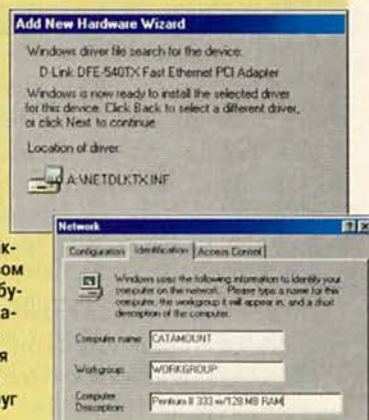 Add New Hardware Wizard
Windows driver file search for the device:
D-Link DFE-540TX Fast Ethernet PCI Adapter
Windows is now ready to install the selected driver
for this device. Click Back to select a different driver,
or click Next to continue.
Location of driver:
A:\NETDLKTX.INF
Network
Configuration Identification Access Control
Windows uses the following information to identify your
computer on the network. Please type a name for this
computer, the workgroup it will appear in, and a short
description of the computer.
Computer name: CATAMOUNT
Workgroup: WORKGROUP
Computer
Description: Pentium II 333 w/128 MB RAM
к-
ом
бу-
а-
я
уг